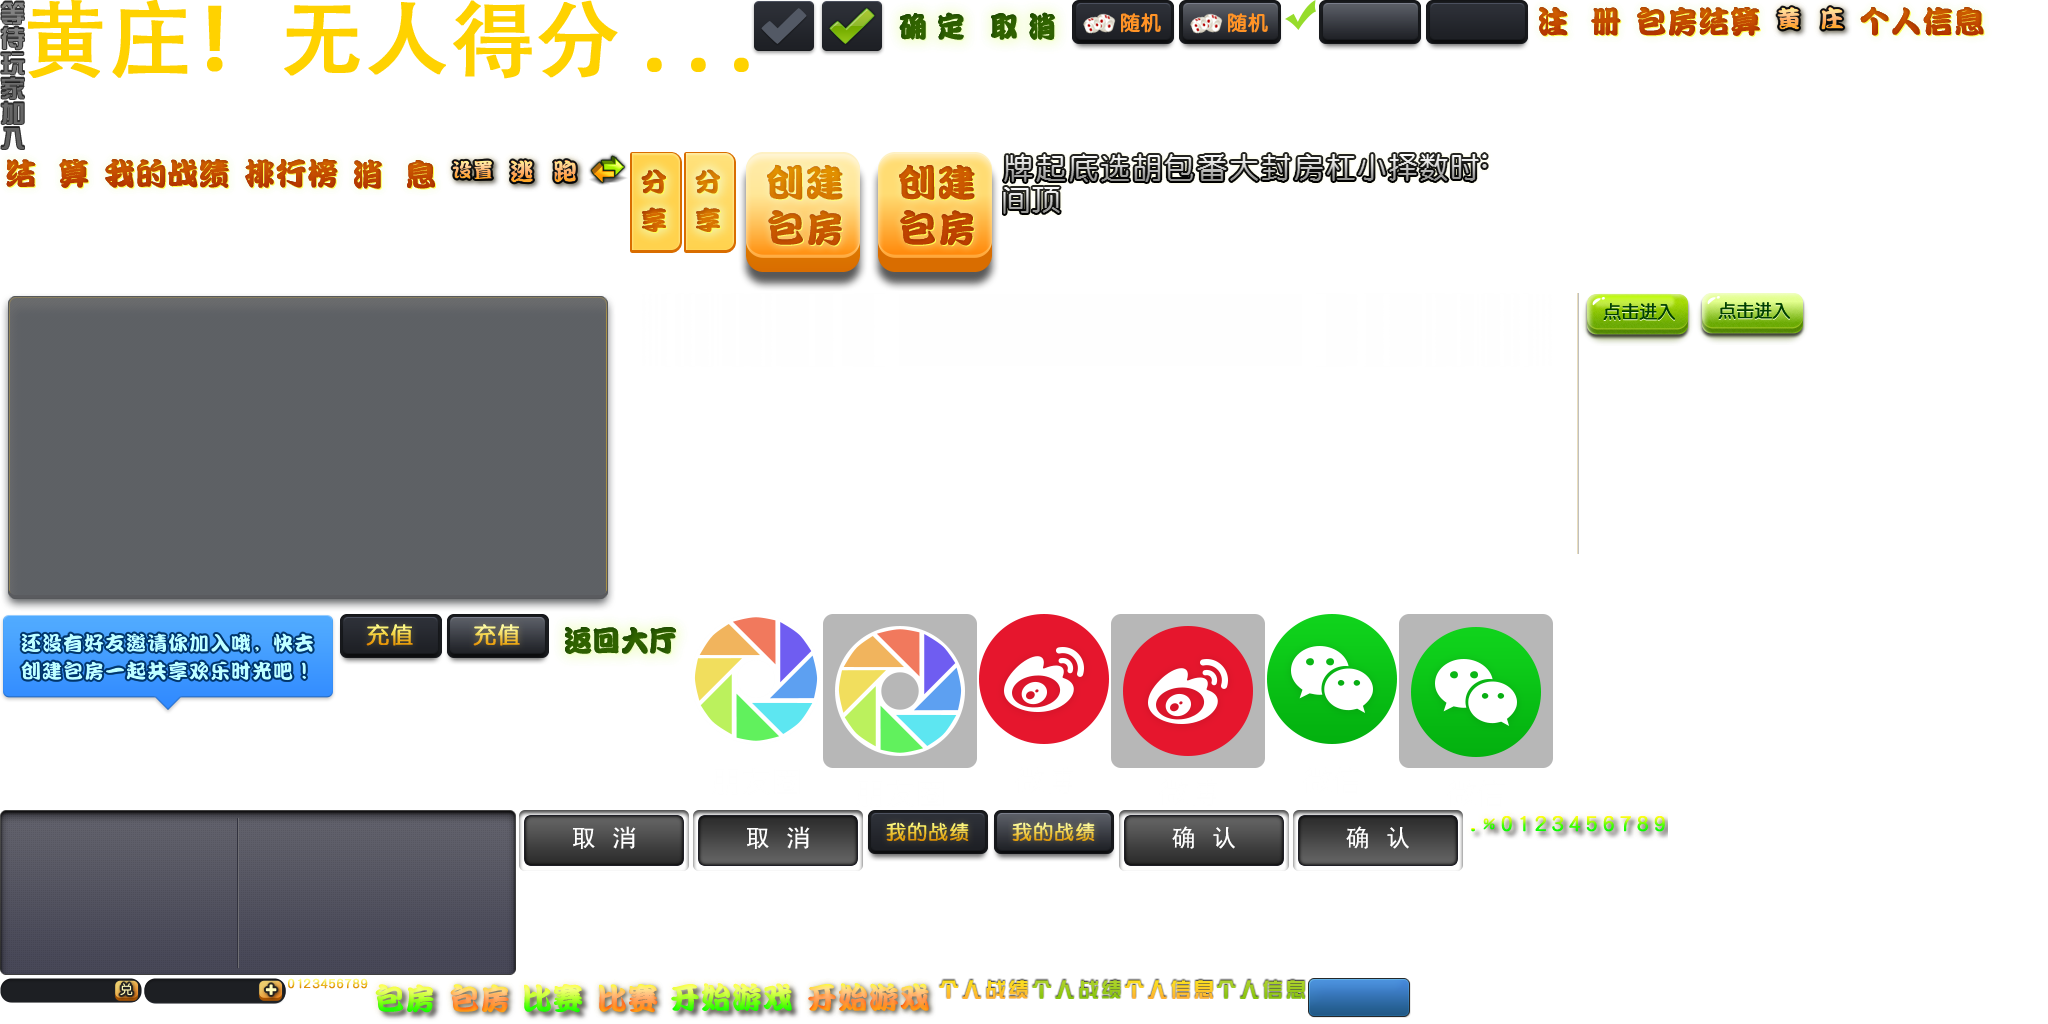 等待玩家加入
黄庄！无人得分...
确定
取消
随机
随机
注册
包房结算
黄庄
个人信息
结算
我的战绩
排行榜
消息
设置
逃跑
分享
分享
创建
包房
创建
包房
牌起底选胡包番大封房杠小择数时:
间顶
点击进入
点击进入
还没有好友邀请你加入哦，快去
创建包房一起共享欢乐时光吧！
充值
充值
返回大厅
取消
取消
我的战绩
我的战绩
确认
确认
.%0123456789
兑
0123456789
包房
包房
比赛
比赛
开始游戏
开始游戏
个人战绩
个人战绩
个人信息
个人信息